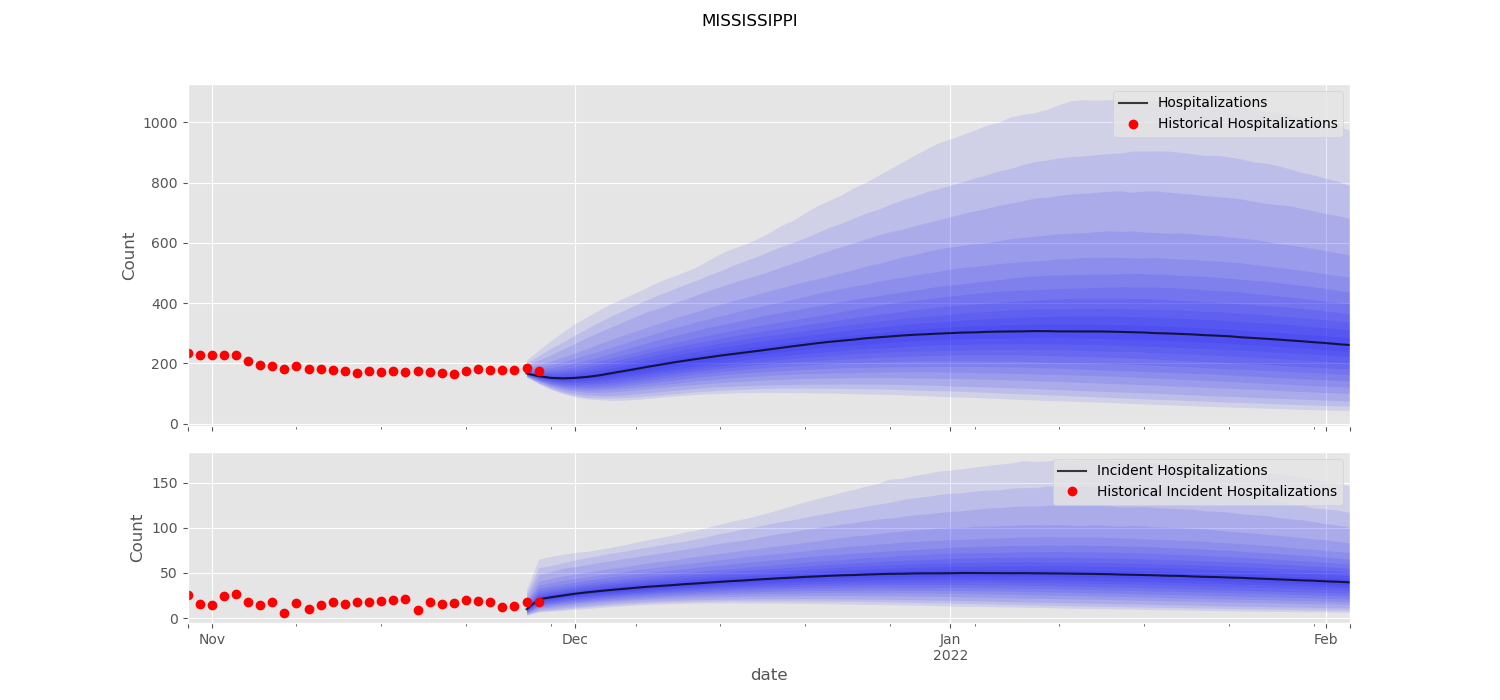 MISSISSIPPI
Hospitalizations
Historical Hospitalizations
1000
800
600
400
200
0
Count
Incident Hospitalizations
Historical Incident Hospitalizations
150
100
50
0
Count
Nov Dec Jan Feb
2022
date